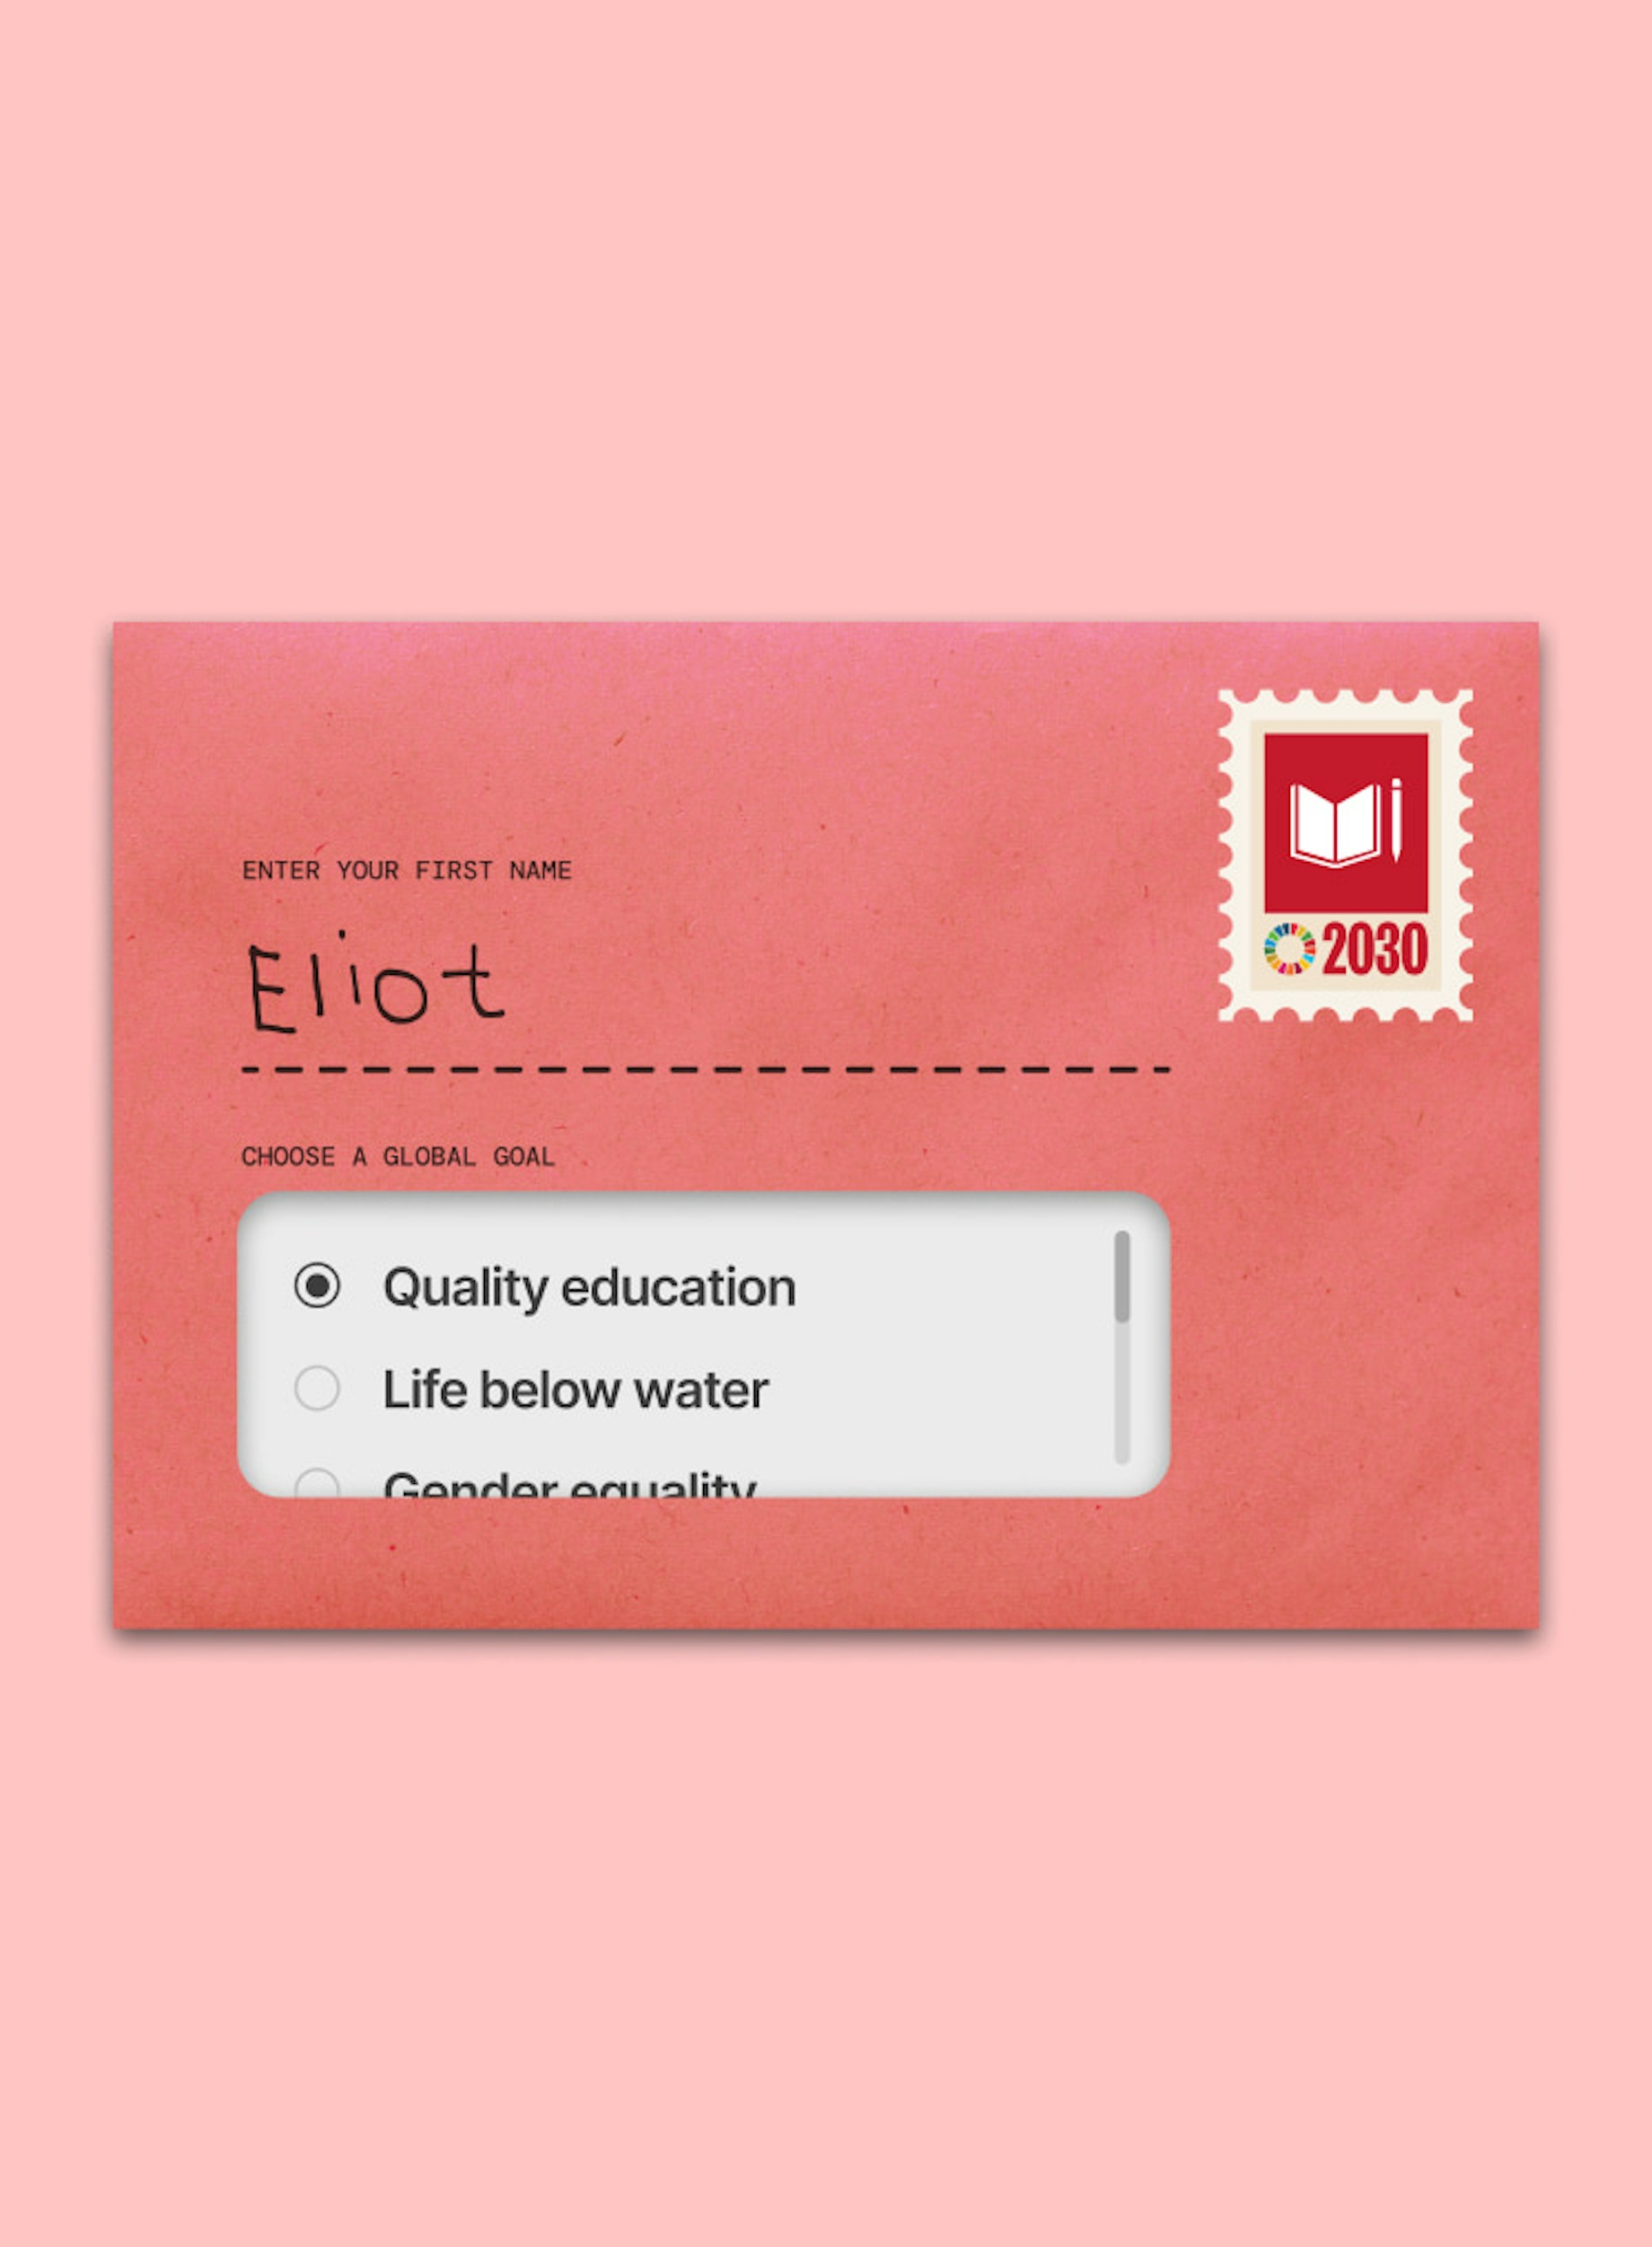 ENTER YOUR FIRST NAME
Eliot
2030
CHOOSE A GLOBAL GOAL
Quality education
Life below water
Gender equality